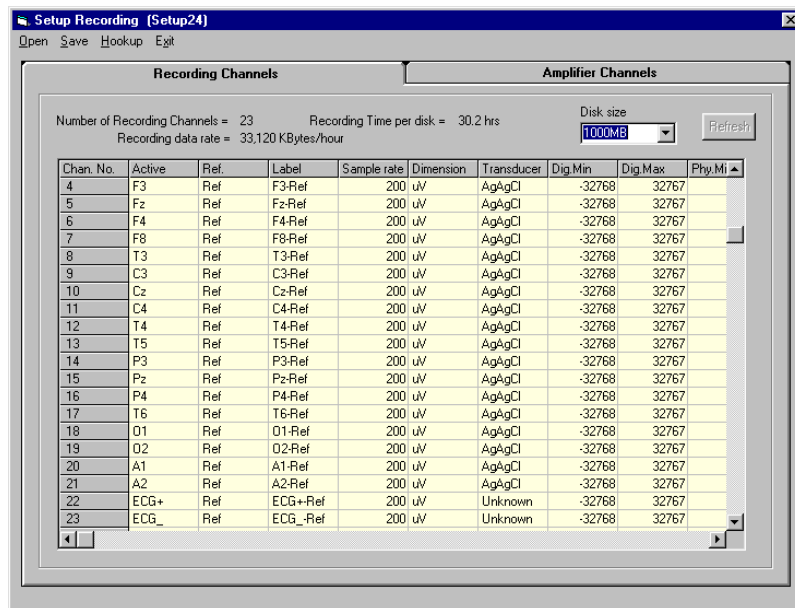 Setup Recording (Setup24)
Open Save Hookup Exit
Recording Channels Amplifier Channels
Number of Recording Channels = 23 Recording Time per disk = 30.2 hrs Disk size
Recording data rate = 33,120 KBytes/hour 1000MB Refresh
Chan. No. Active Ref. Label Sample rate Dimension Transducer Dig.Min Dig.Max Phy.Mi
4 F3 Ref F3-Ref 200 uV AgAgCl -32768 32767
5 Fz Ref Fz-Ref 200 uV AgAgCl -32768 32767
6 F4 Ref F4-Ref 200 uV AgAgCl -32768 32767
7 F8 Ref F8-Ref 200 uV AgAgCl -32768 32767
8 T3 Ref T3-Ref 200 uV AgAgCl -32768 32767
9 C3 Ref C3-Ref 200 uV AgAgCl -32768 32767
10 Cz Ref Cz-Ref 200 uV AgAgCl -32768 32767
11 C4 Ref C4-Ref 200 uV AgAgCl -32768 32767
12 T4 Ref T4-Ref 200 uV AgAgCl -32768 32767
13 T5 Ref T5-Ref 200 uV AgAgCl -32768 32767
14 P3 Ref P3-Ref 200 uV AgAgCl -32768 32767
15 Pz Ref Pz-Ref 200 uV AgAgCl -32768 32767
16 P4 Ref P4-Ref 200 uV AgAgCl -32768 32767
17 T6 Ref T6-Ref 200 uV AgAgCl -32768 32767
18 O1 Ref O1-Ref 200 uV AgAgCl -32768 32767
19 O2 Ref O2-Ref 200 uV AgAgCl -32768 32767
20 A1 Ref A1-Ref 200 uV AgAgCl -32768 32767
21 A2 Ref A2-Ref 200 uV AgAgCl -32768 32767
22 ECG+ Ref ECG+-Ref 200 uV Unknown -32768 32767
23 ECG_ Ref ECG_-Ref 200 uV Unknown -32768 32767